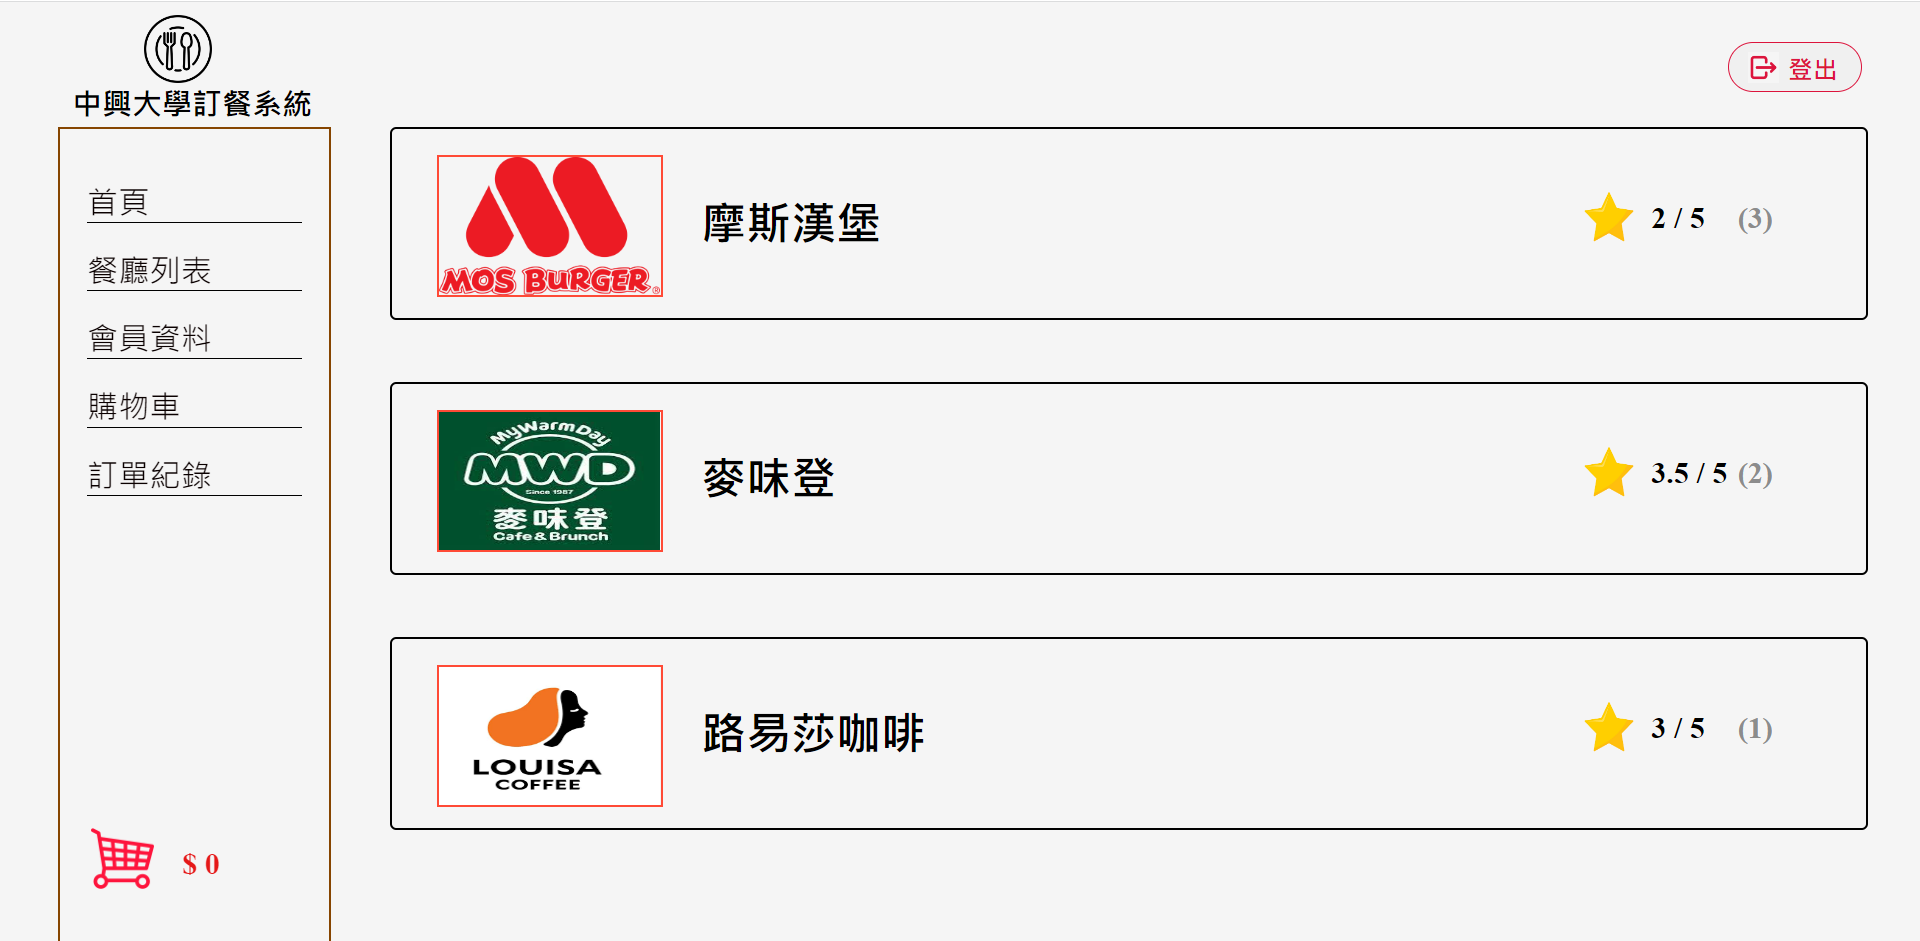 中興大學訂餐系統
登出
首頁
餐廳列表
會員資料
購物車
訂單紀錄
$ 0
MOS BURGER®
摩斯漢堡
2 / 5 (3)
MyWarmDay
MWD
Since 1987
麥味登
Cafe & Brunch
麥味登
3.5 / 5 (2)
LOUISA
COFFEE
路易莎咖啡
3 / 5 (1)